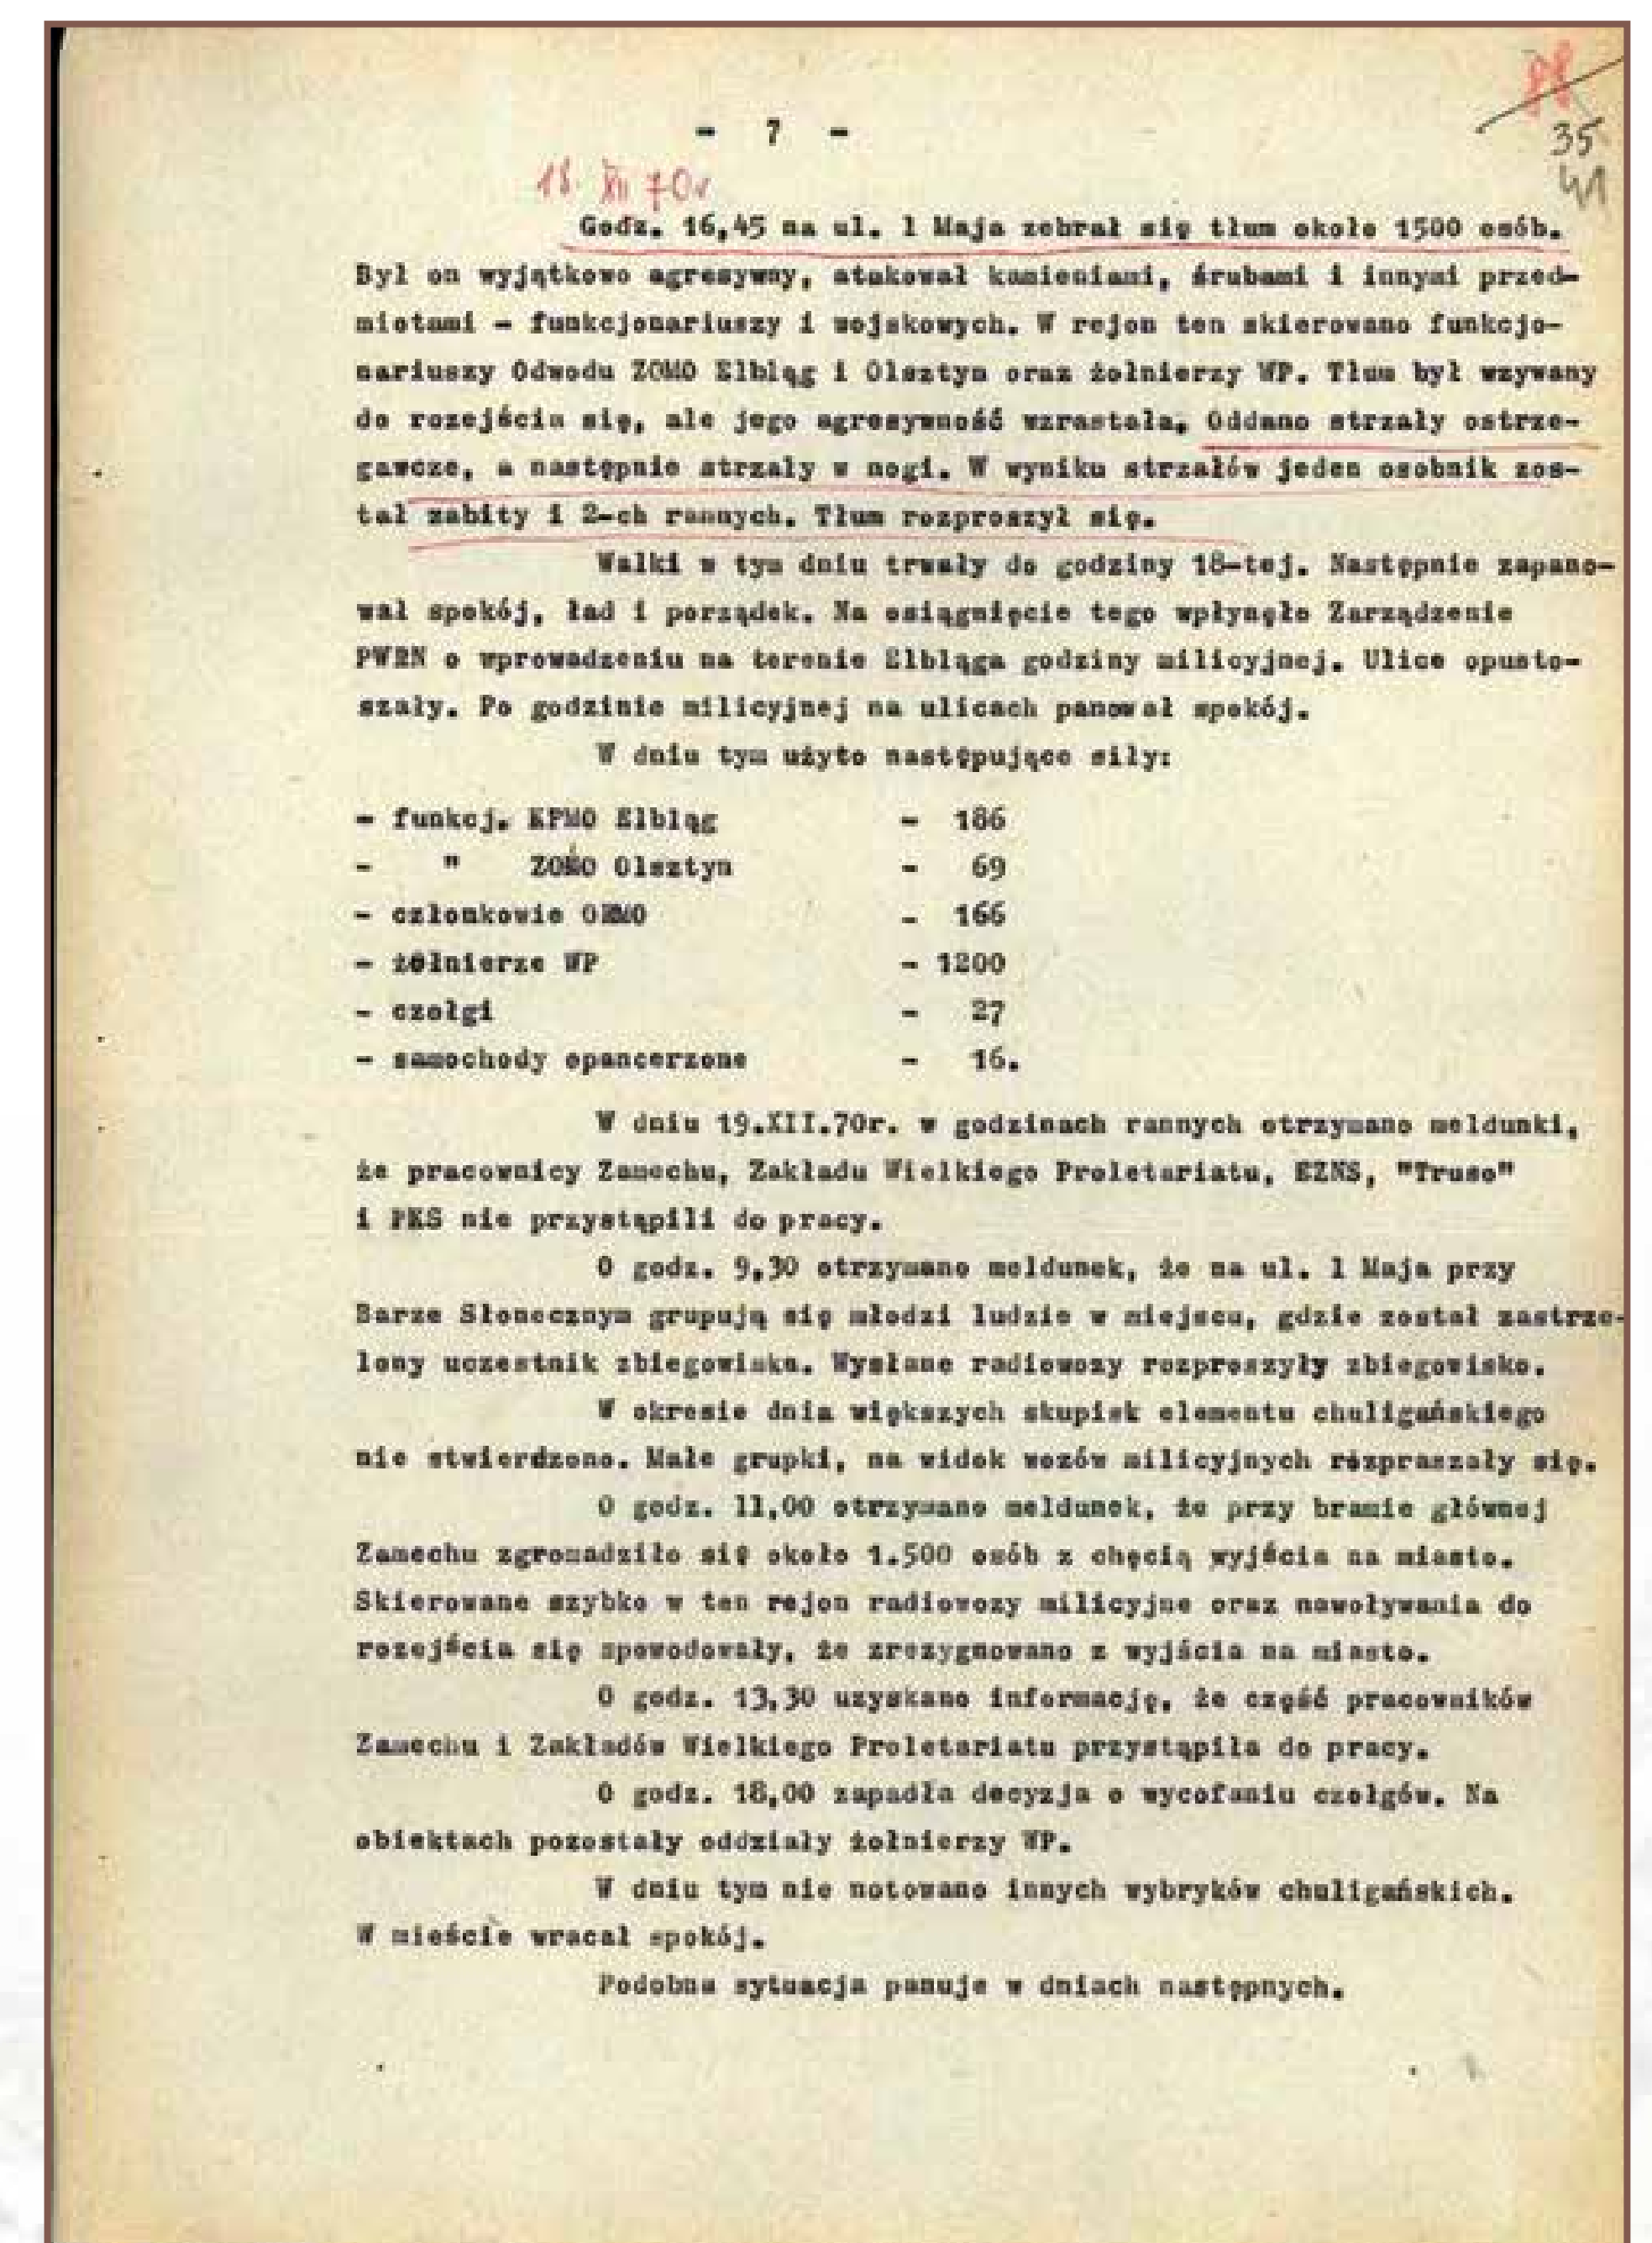 35
41
- 7 -
18. XII 70r
Godz. 16,45 na ul. 1 Maja zebrał się tłum około 1500 osób.
Był on wyjątkowo agresywny, atakował kamieniami, śrubami i innymi przed-
miotami - funkcjonariuszy i wojskowych. W rejon ten skierowano funkcjo-
nariuszy Odwodu ZOMO Elbląg i Olsztyn oraz żołnierzy WP. Tłum był wzywany
do rozejścia się, ale jego agresywność wzrastała. Oddano strzały ostrze-
gawcze, a następnie strzały w nogi. W wyniku strzałów jeden osobnik zos-
tał zabity i 2-ch rannych. Tłum rozproszył się.
Walki w tym dniu trwały do godziny 18-tej. Następnie zapano-
wał spokój, ład i porządek. Na osiągnięcie tego wpłynęło Zarządzenie
PWRN o wprowadzeniu na terenie Elbląga godziny milicyjnej. Ulice opusto-
szały. Po godzinie milicyjnej na ulicach panował spokój.
W dniu tym użyto następujące siły:
- funkcj. KPMO Elbląg - 186
- " ZOMO Olsztyn - 69
- członkowie ORMO - 166
- żołnierze WP - 1200
- czołgi - 27
- samochody opancerzone - 16.
W dniu 19.XII.70r. w godzinach rannych otrzymano meldunki,
że pracownicy Zamechu, Zakładu Wielkiego Proletariatu, EZNS, "Truso"
i PKS nie przystąpili do pracy.
O godz. 9,30 otrzymano meldunek, że na ul. 1 Maja przy
Barze Słonecznym grupują się młodzi ludzie w miejscu, gdzie został zastrze-
lony uczestnik zbiegowiska. Wysłane radiowozy rozproszyły zbiegowisko.
W okresie dnia większych skupisk elementu chuligańskiego
nie stwierdzono. Małe grupki, na widok wozów milicyjnych rozpraszały się.
O godz. 11,00 otrzymano meldunek, że przy bramie głównej
Zamechu zgromadziło się około 1.500 osób z chęcią wyjścia na miasto.
Skierowane szybko w ten rejon radiowozy milicyjne oraz nawoływania do
rozejścia się spowodowały, że zrezygnowano z wyjścia na miasto.
O godz. 13,30 uzyskano informację, że część pracowników
Zamechu i Zakładów Wielkiego Proletariatu przystąpiła do pracy.
O godz. 18,00 zapadła decyzja o wycofaniu czołgów. Na
obiektach pozostały oddziały żołnierzy WP.
W dniu tym nie notowano innych wybryków chuligańskich.
W mieście wracał spokój.
Podobna sytuacja panuje w dniach następnych.